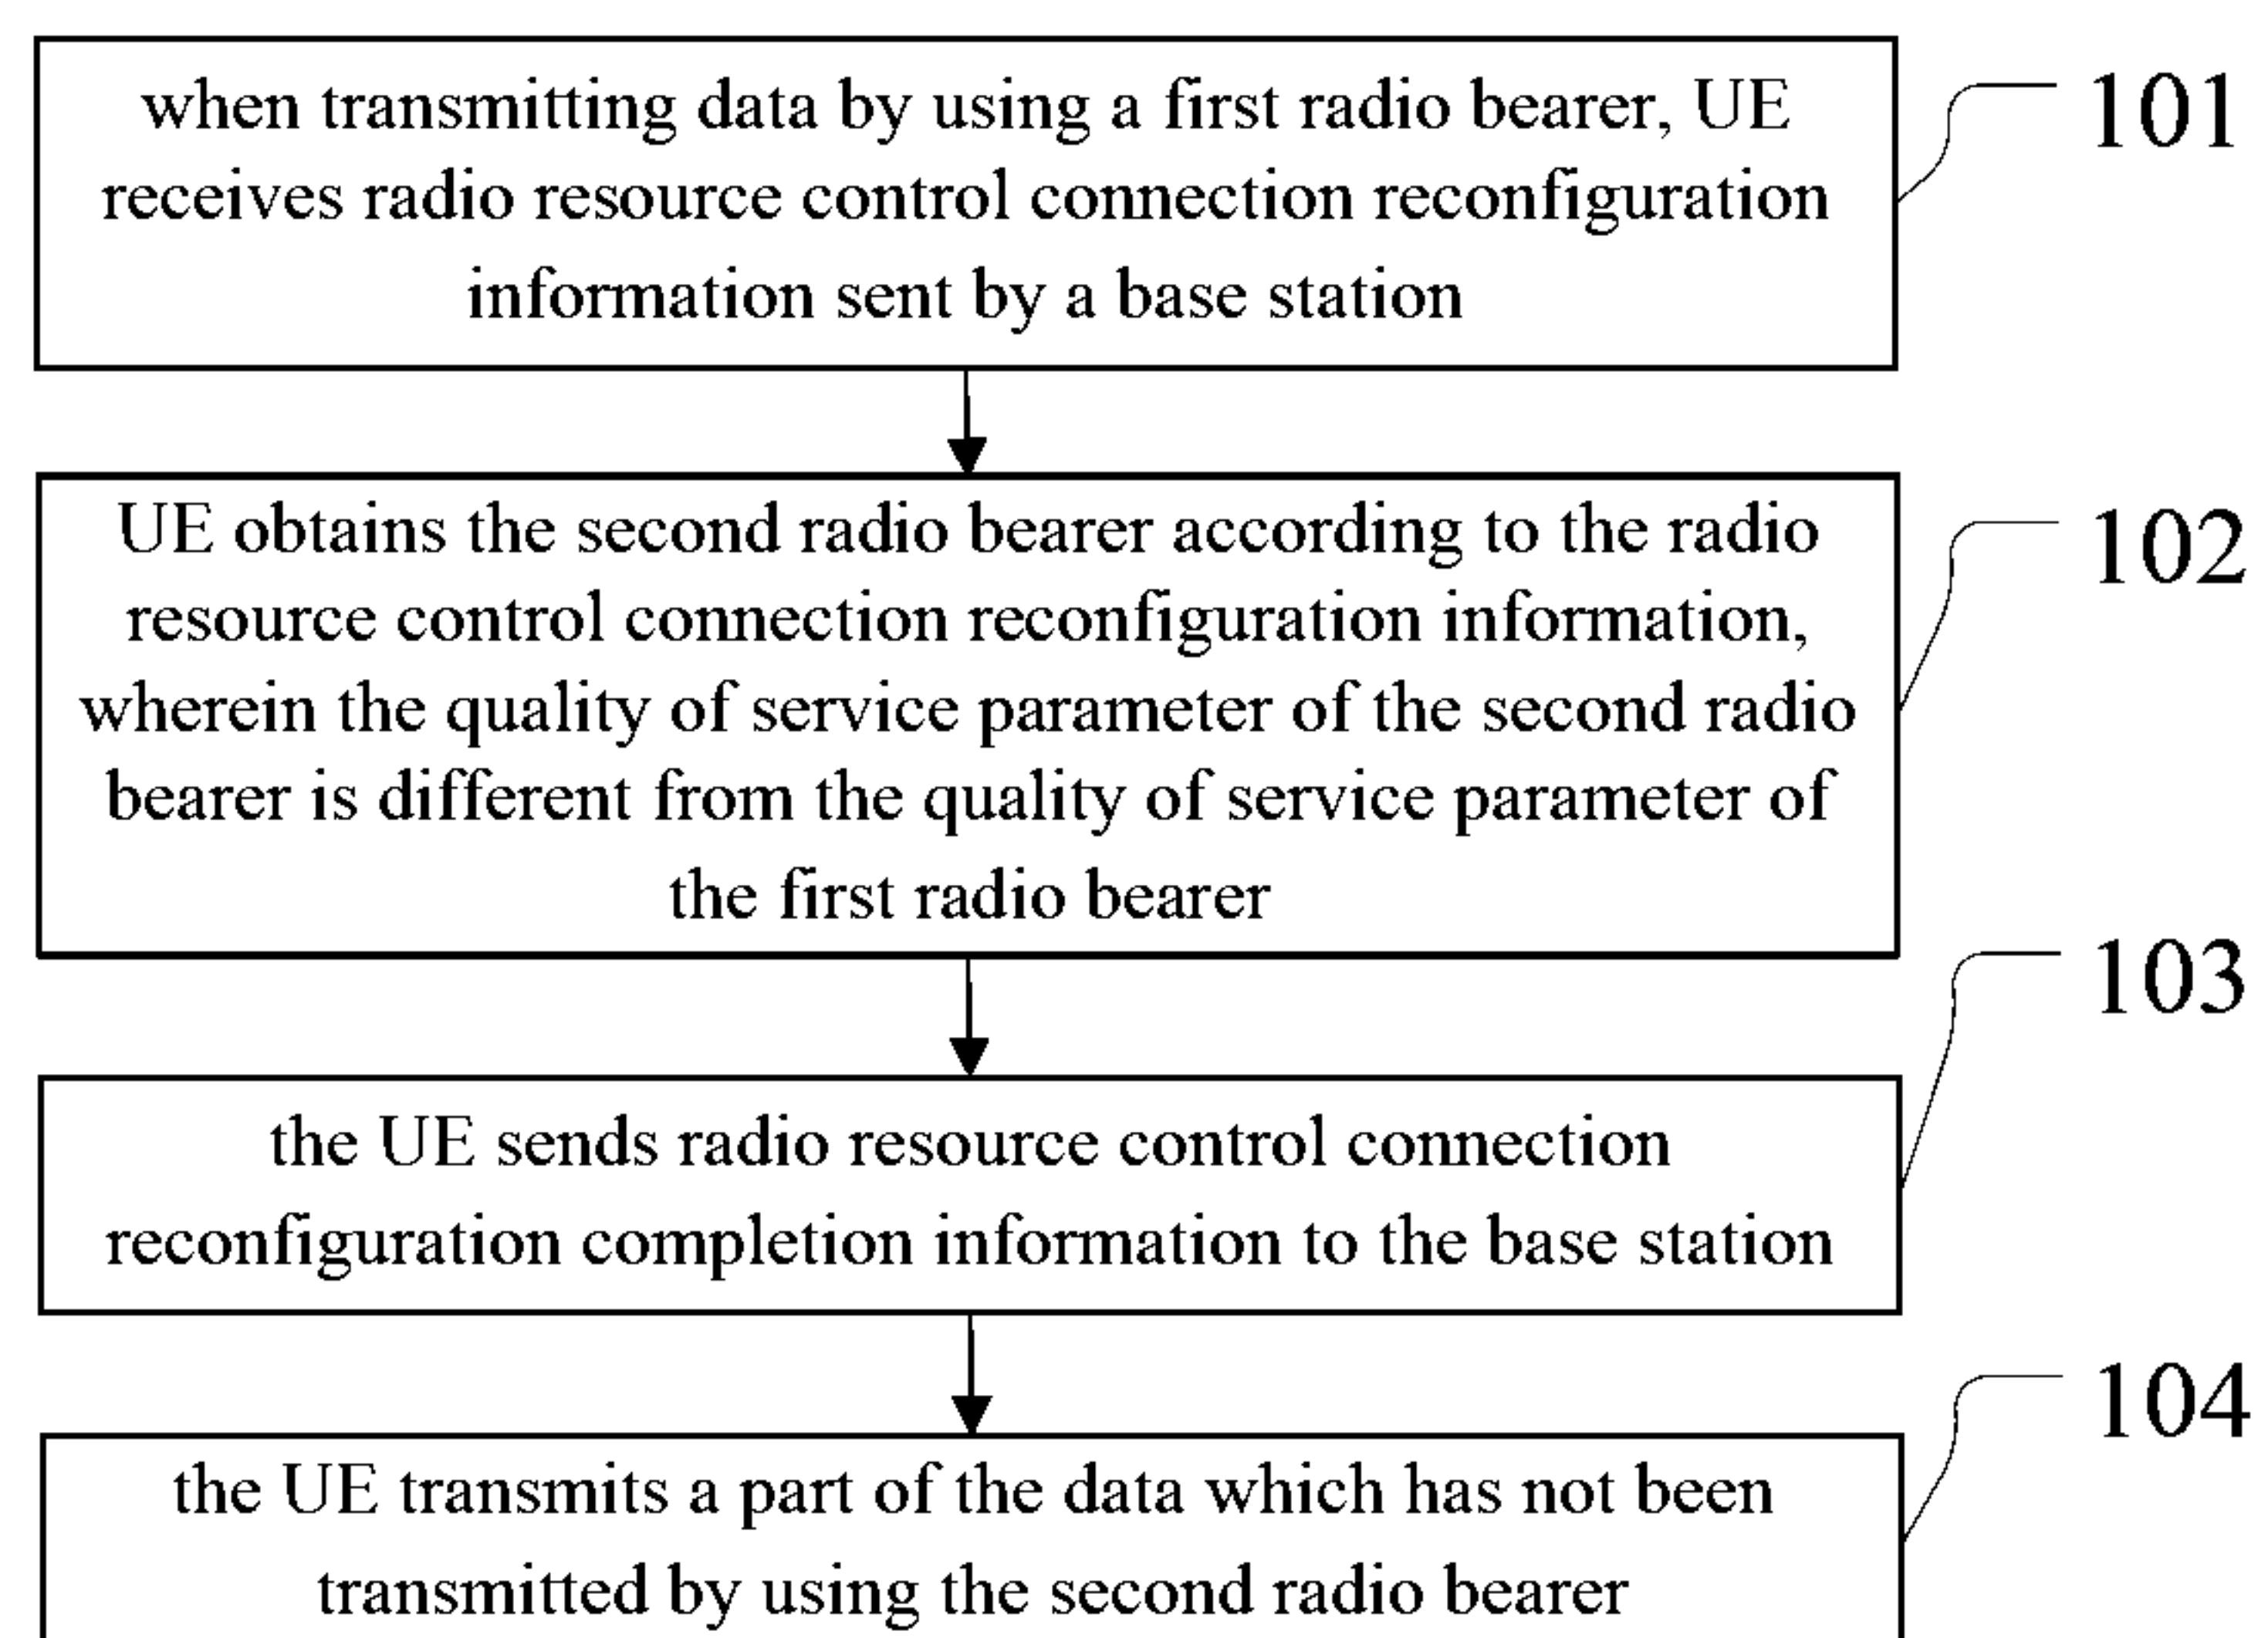 when transmitting data by using a first radio bearer, UE
receives radio resource control connection reconfiguration
information sent by a base station
101
UE obtains the second radio bearer according to the radio
resource control connection reconfiguration information,
wherein the quality of service parameter of the second radio
bearer is different from the quality of service parameter of
the first radio bearer
102
the UE sends radio resource control connection
reconfiguration completion information to the base station
103
the UE transmits a part of the data which has not been
transmitted by using the second radio bearer
104